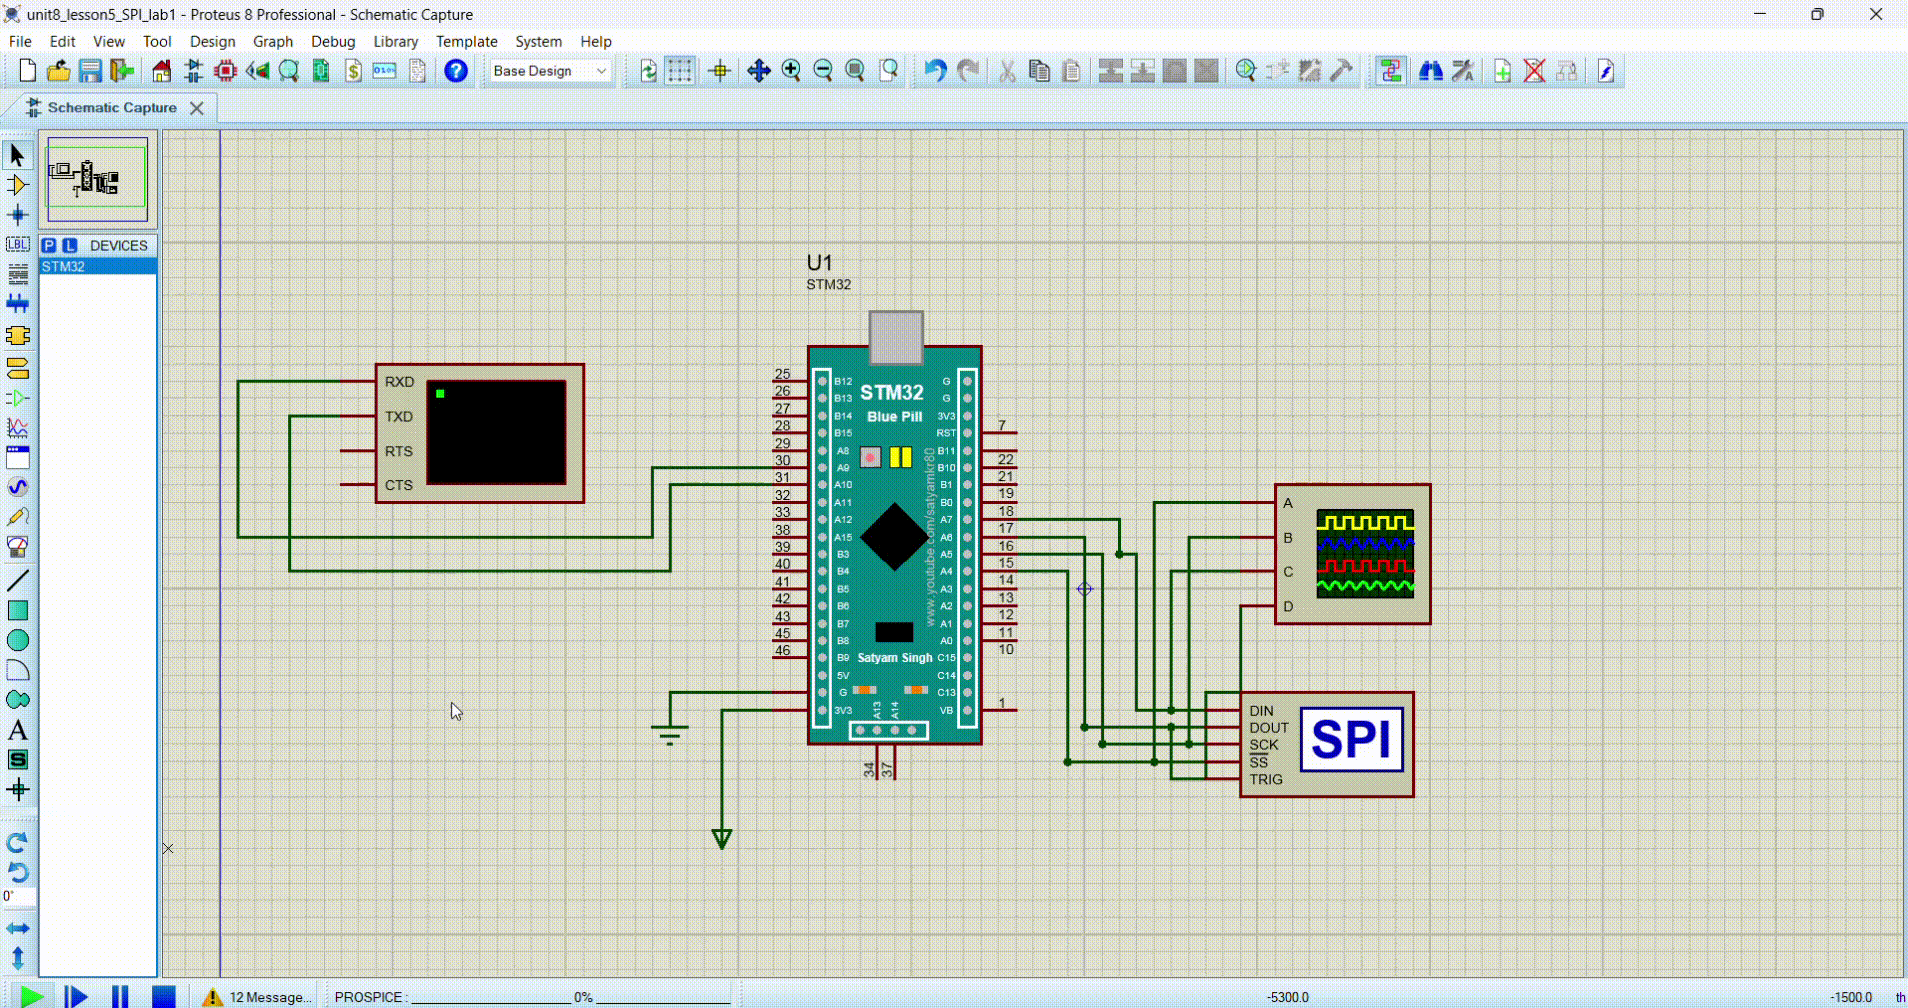 unit8_lesson5_SPI_lab1 - Proteus 8 Professional - Schematic Capture
File Edit View Tool Design Graph Debug Library Template System Help
Base Design
Schematic Capture
P L DEVICES
STM32
LBL
A
S
0°
U1
STM32
RXD
TXD
RTS
CTS
25 B12
26 B13
27 B14
28 B15
29 A8
30 A9
31 A10
32 A11
33 A12
38 A15
39 B3
40 B4
41 B5
42 B6
43 B7
45 B8
46 B9
5V
G
3V3
STM32
Blue Pill
www.youtube.com/satyamkr80
Satyam Singh
A13
A14
34
37
G
G
3V3
RST 7
B11
B10 22
B1 21
B0 19
A7 18
A6 17
A5 16
A4 15
A3 14
A2 13
A1 12
A0 11
C15 10
C14
C13
VB 1
A
B
C
D
DIN
DOUT
SCK
SS
TRIG
SPI
12 Message...
PROSPICE : 0%
-5300.0
-1500.0
th